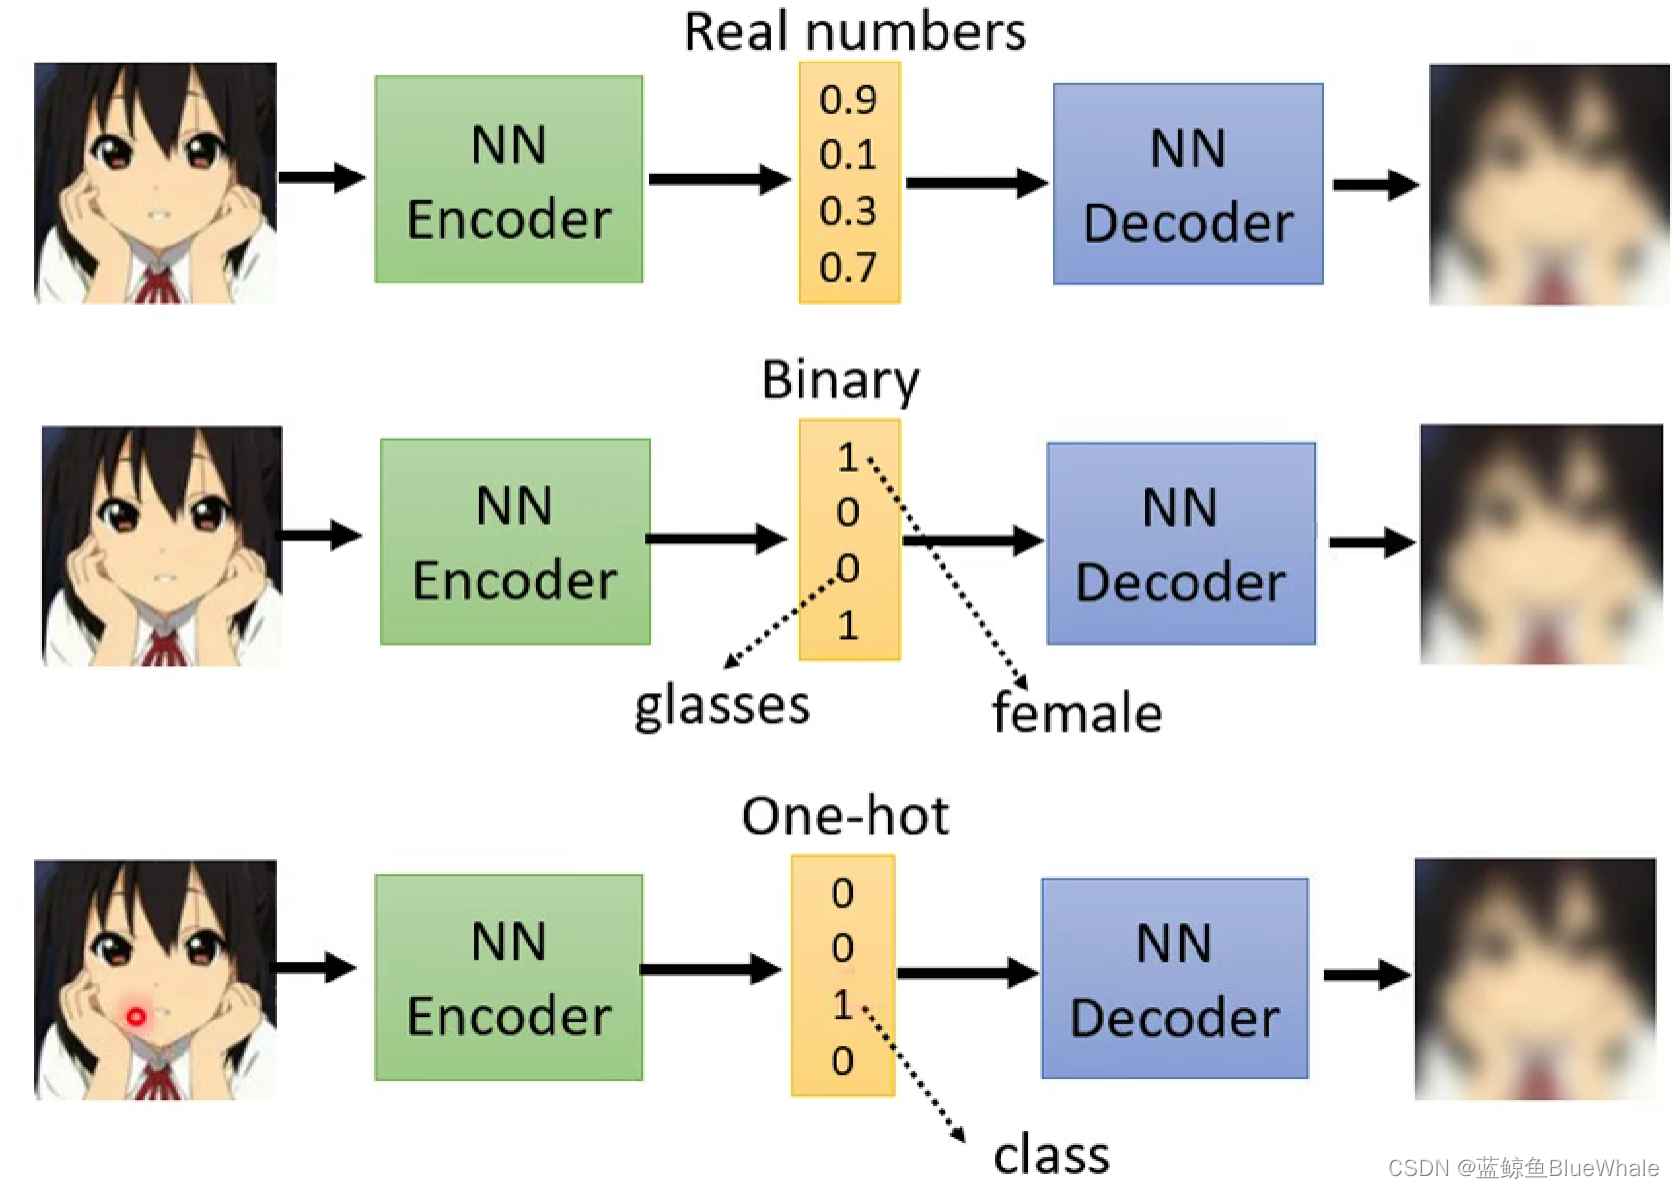 Real numbers
NN
Encoder
0.9
0.1
0.3
0.7
NN
Decoder
Binary
NN
Encoder
1
0
0
1
NN
Decoder
glasses
female
One-hot
NN
Encoder
0
0
1
0
NN
Decoder
class
CSDN @蓝鲸鱼BlueWhale